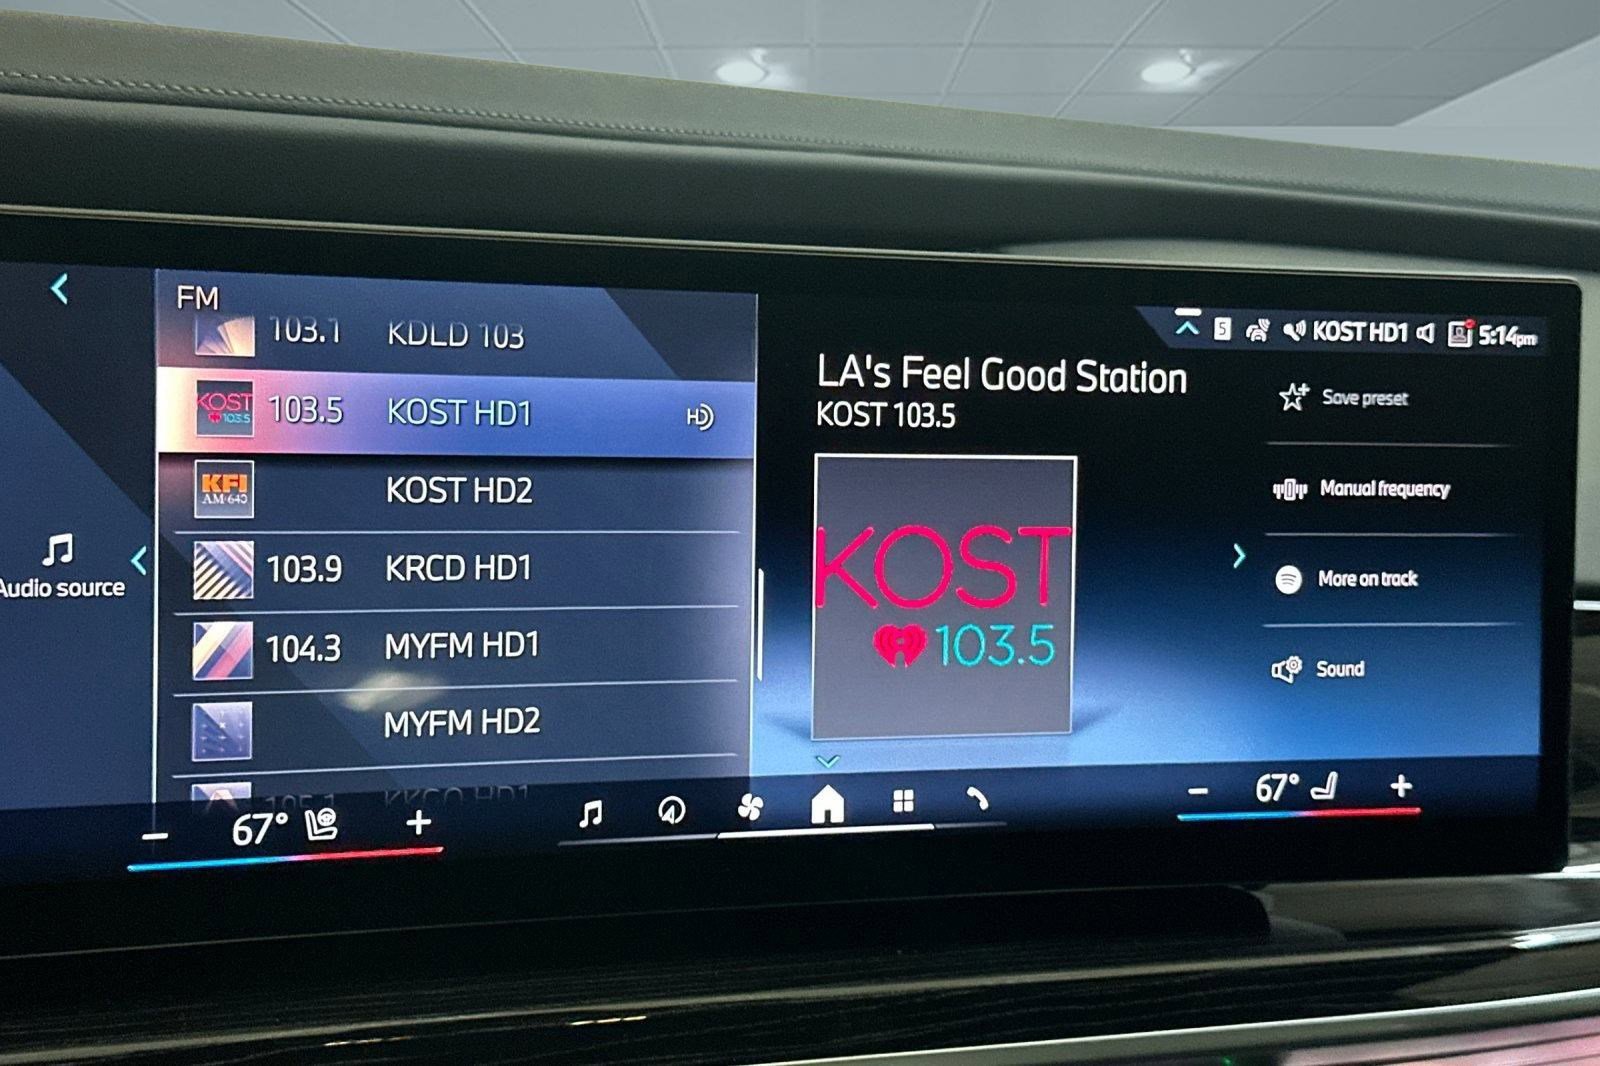 FM
103.1 KDLD 103
KOST
103.5
103.5 KOST HD1 HD
KFI
AM 640
KOST HD2
103.9 KRCD HD1
104.3 MYFM HD1
MYFM HD2
Audio source
LA's Feel Good Station
KOST 103.5
KOST
103.5
5 KOST HD1 5:14pm
Save preset
Manual frequency
More on track
Sound
− 67° +
− 67° +